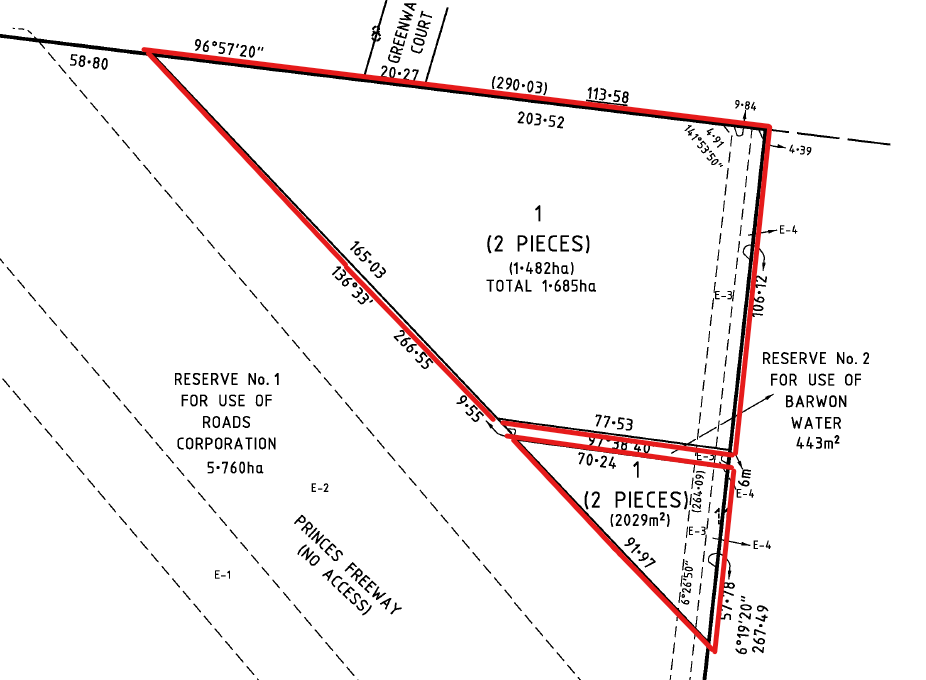 GREENWA
COURT
96°57'20"
58·80
20·27
(290·03)
113·58
203·52
9·84
4·91
141°53'50"
4·39
1
(2 PIECES)
(1·482ha)
TOTAL 1·685ha
E-4
E-3
106·12
165·03
136°33'
266·55
9·55
RESERVE No. 2
FOR USE OF
BARWON
WATER
443m²
RESERVE No. 1
FOR USE OF
ROADS
CORPORATION
5·760ha
77·53
97°38'40"
70·24
E-3
6m
E-4
1
(2 PIECES)
(2029m²)
(264·09)
E-3
E-4
91·97
6°26'50"
57·78
6°19'20"
267·49
E-2
PRINCES FREEWAY
(NO ACCESS)
E-1